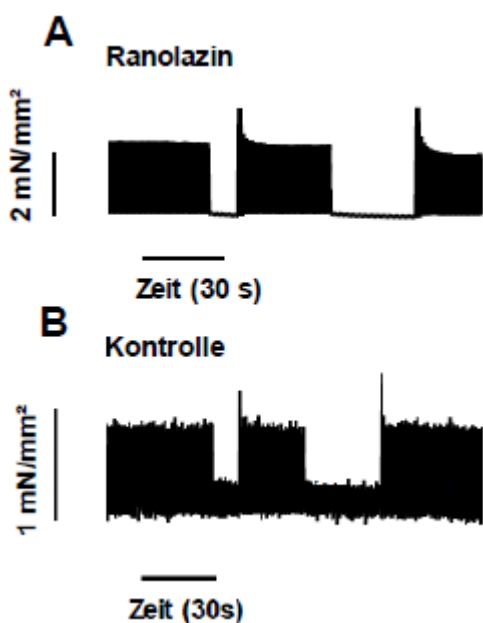 A
Ranolazin
2 mN/mm²
Zeit (30 s)
B
Kontrolle
1 mN/mm²
Zeit (30s)